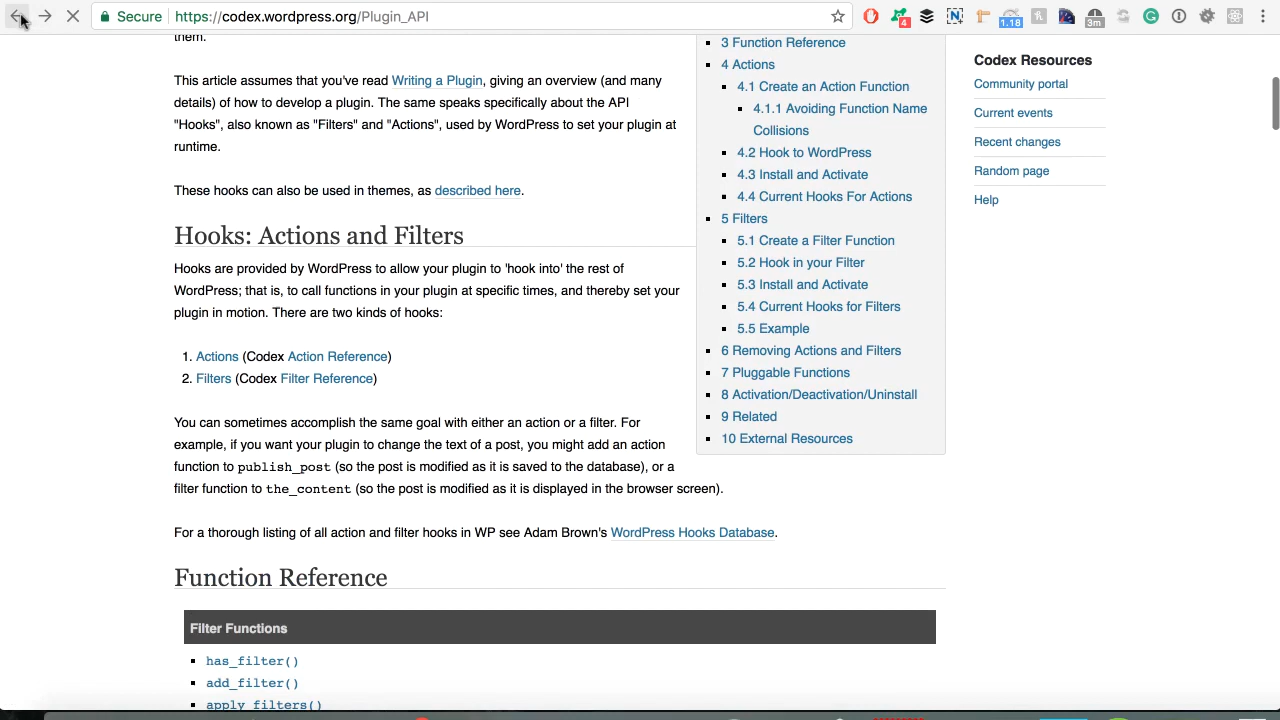 Secure https://codex.wordpress.org/Plugin_API
4
1.18
3m
them.
This article assumes that you've read Writing a Plugin, giving an overview (and many
details) of how to develop a plugin. The same speaks specifically about the API
"Hooks", also known as "Filters" and "Actions", used by WordPress to set your plugin at
runtime.
These hooks can also be used in themes, as described here.
Hooks: Actions and Filters
Hooks are provided by WordPress to allow your plugin to 'hook into' the rest of
WordPress; that is, to call functions in your plugin at specific times, and thereby set your
plugin in motion. There are two kinds of hooks:
1. Actions (Codex Action Reference)
2. Filters (Codex Filter Reference)
You can sometimes accomplish the same goal with either an action or a filter. For
example, if you want your plugin to change the text of a post, you might add an action
function to publish_post (so the post is modified as it is saved to the database), or a
filter function to the_content (so the post is modified as it is displayed in the browser screen).
For a thorough listing of all action and filter hooks in WP see Adam Brown's WordPress Hooks Database.
Function Reference
Filter Functions
has_filter()
add_filter()
apply_filters()
3 Function Reference
4 Actions
4.1 Create an Action Function
4.1.1 Avoiding Function Name
Collisions
4.2 Hook to WordPress
4.3 Install and Activate
4.4 Current Hooks For Actions
5 Filters
5.1 Create a Filter Function
5.2 Hook in your Filter
5.3 Install and Activate
5.4 Current Hooks for Filters
5.5 Example
6 Removing Actions and Filters
7 Pluggable Functions
8 Activation/Deactivation/Uninstall
9 Related
10 External Resources
Codex Resources
Community portal
Current events
Recent changes
Random page
Help